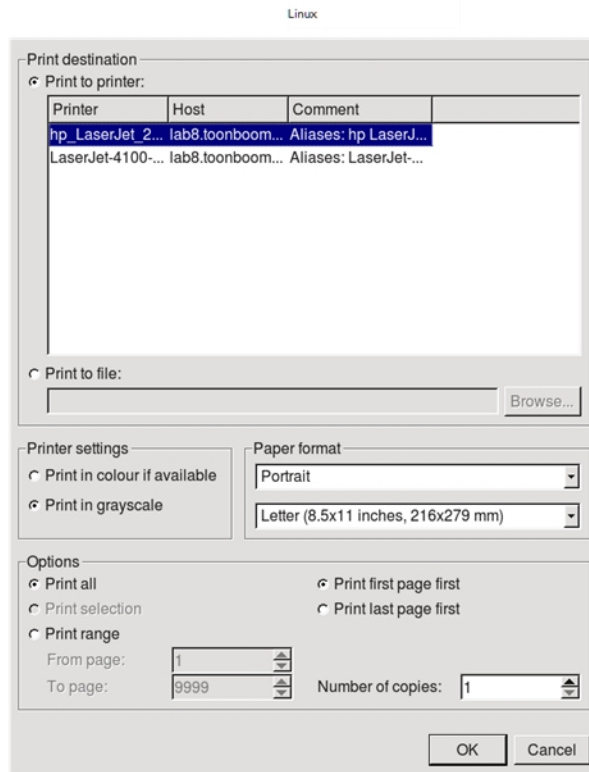 Linux
Print destination
Print to printer:
Printer Host Comment
hp_LaserJet_2... lab8.toonboom... Aliases: hp LaserJ...
LaserJet-4100-... lab8.toonboom... Aliases: LaserJet-...
Print to file:
Browse...
Printer settings
Print in colour if available
Print in grayscale
Paper format
Portrait
Letter (8.5x11 inches, 216x279 mm)
Options
Print all
Print selection
Print range
From page: 1
To page: 9999
Print first page first
Print last page first
Number of copies: 1
OK Cancel